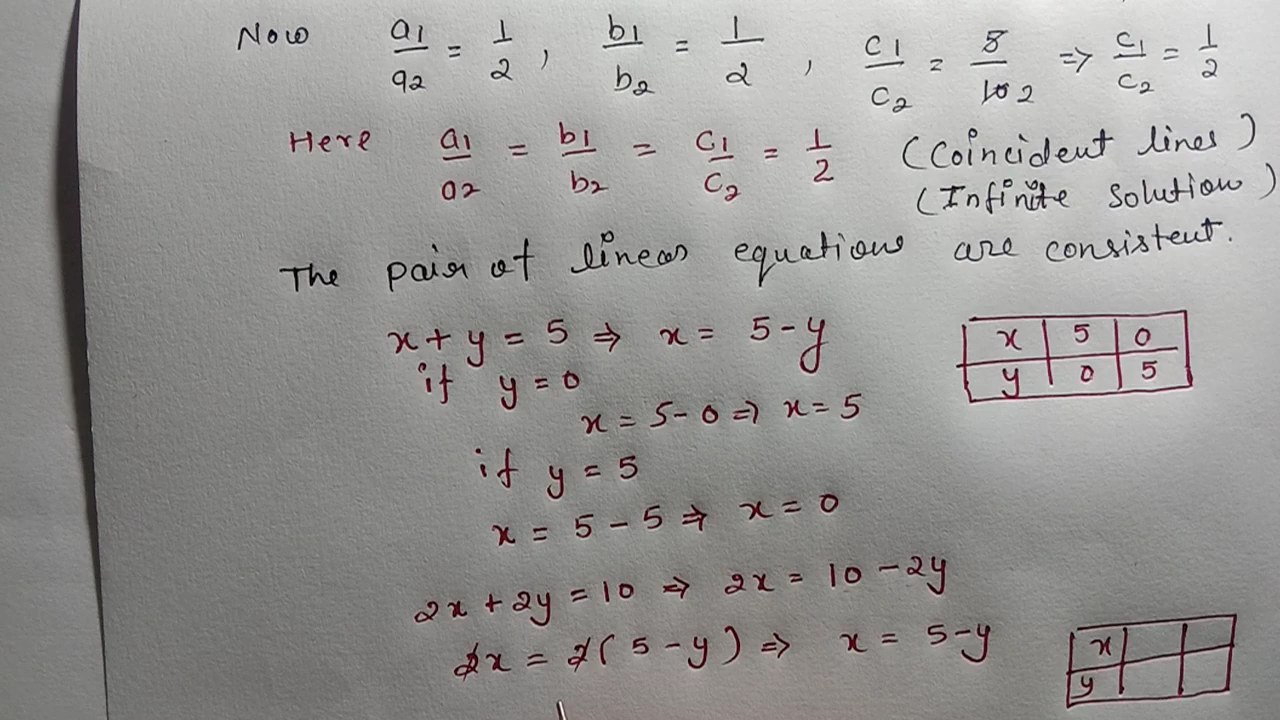 Now a1/a2 = 1/2 , b1/b2 = 1/2 , c1/c2 = 5/10 2 ⇒ c1/c2 = 1/2
Here a1/a2 = b1/b2 = c1/c2 = 1/2 (Coincident lines)
(Infinite solution)
The pair of linear equations are consistent.
x + y = 5 ⇒ x = 5 - y
x | 5 | 0
y | 0 | 5
if y = 0
x = 5 - 0 ⇒ x = 5
if y = 5
x = 5 - 5 ⇒ x = 0
2x + 2y = 10 ⇒ 2x = 10 - 2y
2x = 2(5 - y) ⇒ x = 5 - y
x
y